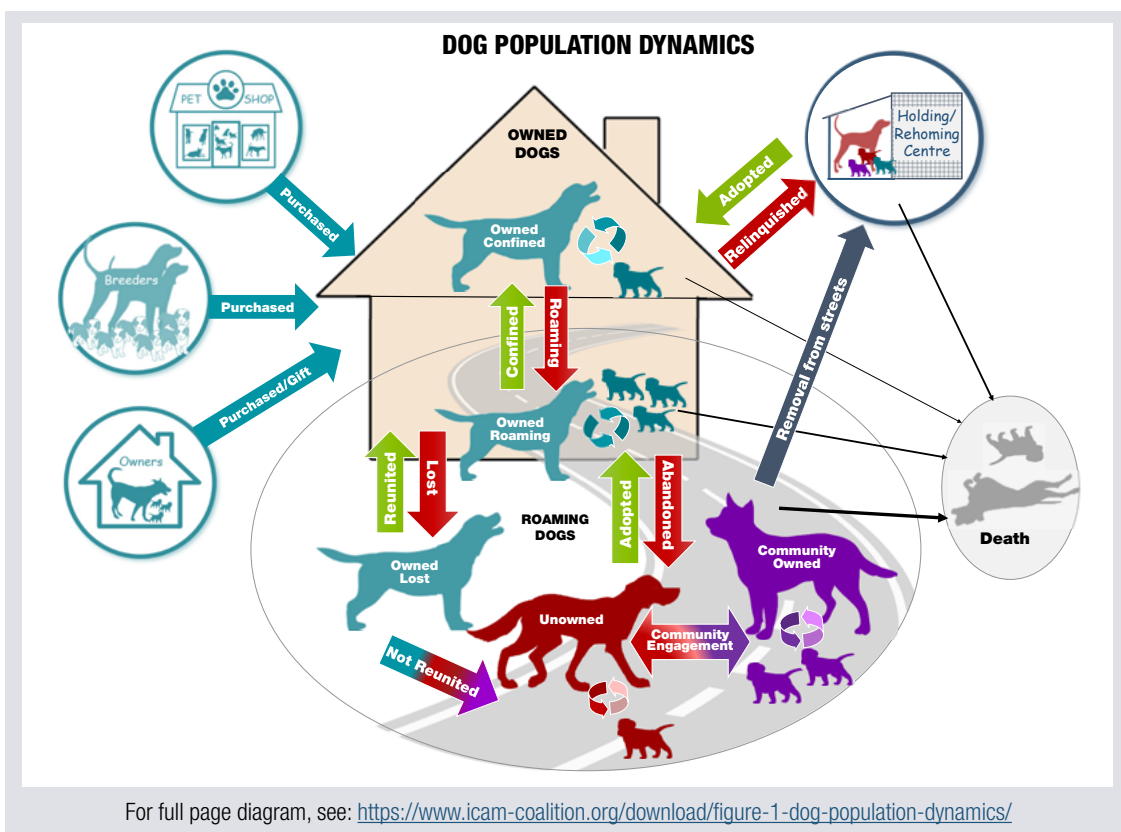 DOG POPULATION DYNAMICS
PET SHOP
OWNED
DOGS
Holding/
Rehoming
Centre
Purchased
Adopted
Relinquished
Owned
Confined
Breeders
Purchased
Confined
Roaming
Removal from streets
Purchased/Gift
Owned
Roaming
Owners
Reunited
Lost
Adopted
Abandoned
ROAMING
DOGS
Death
Owned
Lost
Community
Owned
Unowned
Community
Engagement
Not Reunited
For full page diagram, see: https://www.icam-coalition.org/download/figure-1-dog-population-dynamics/